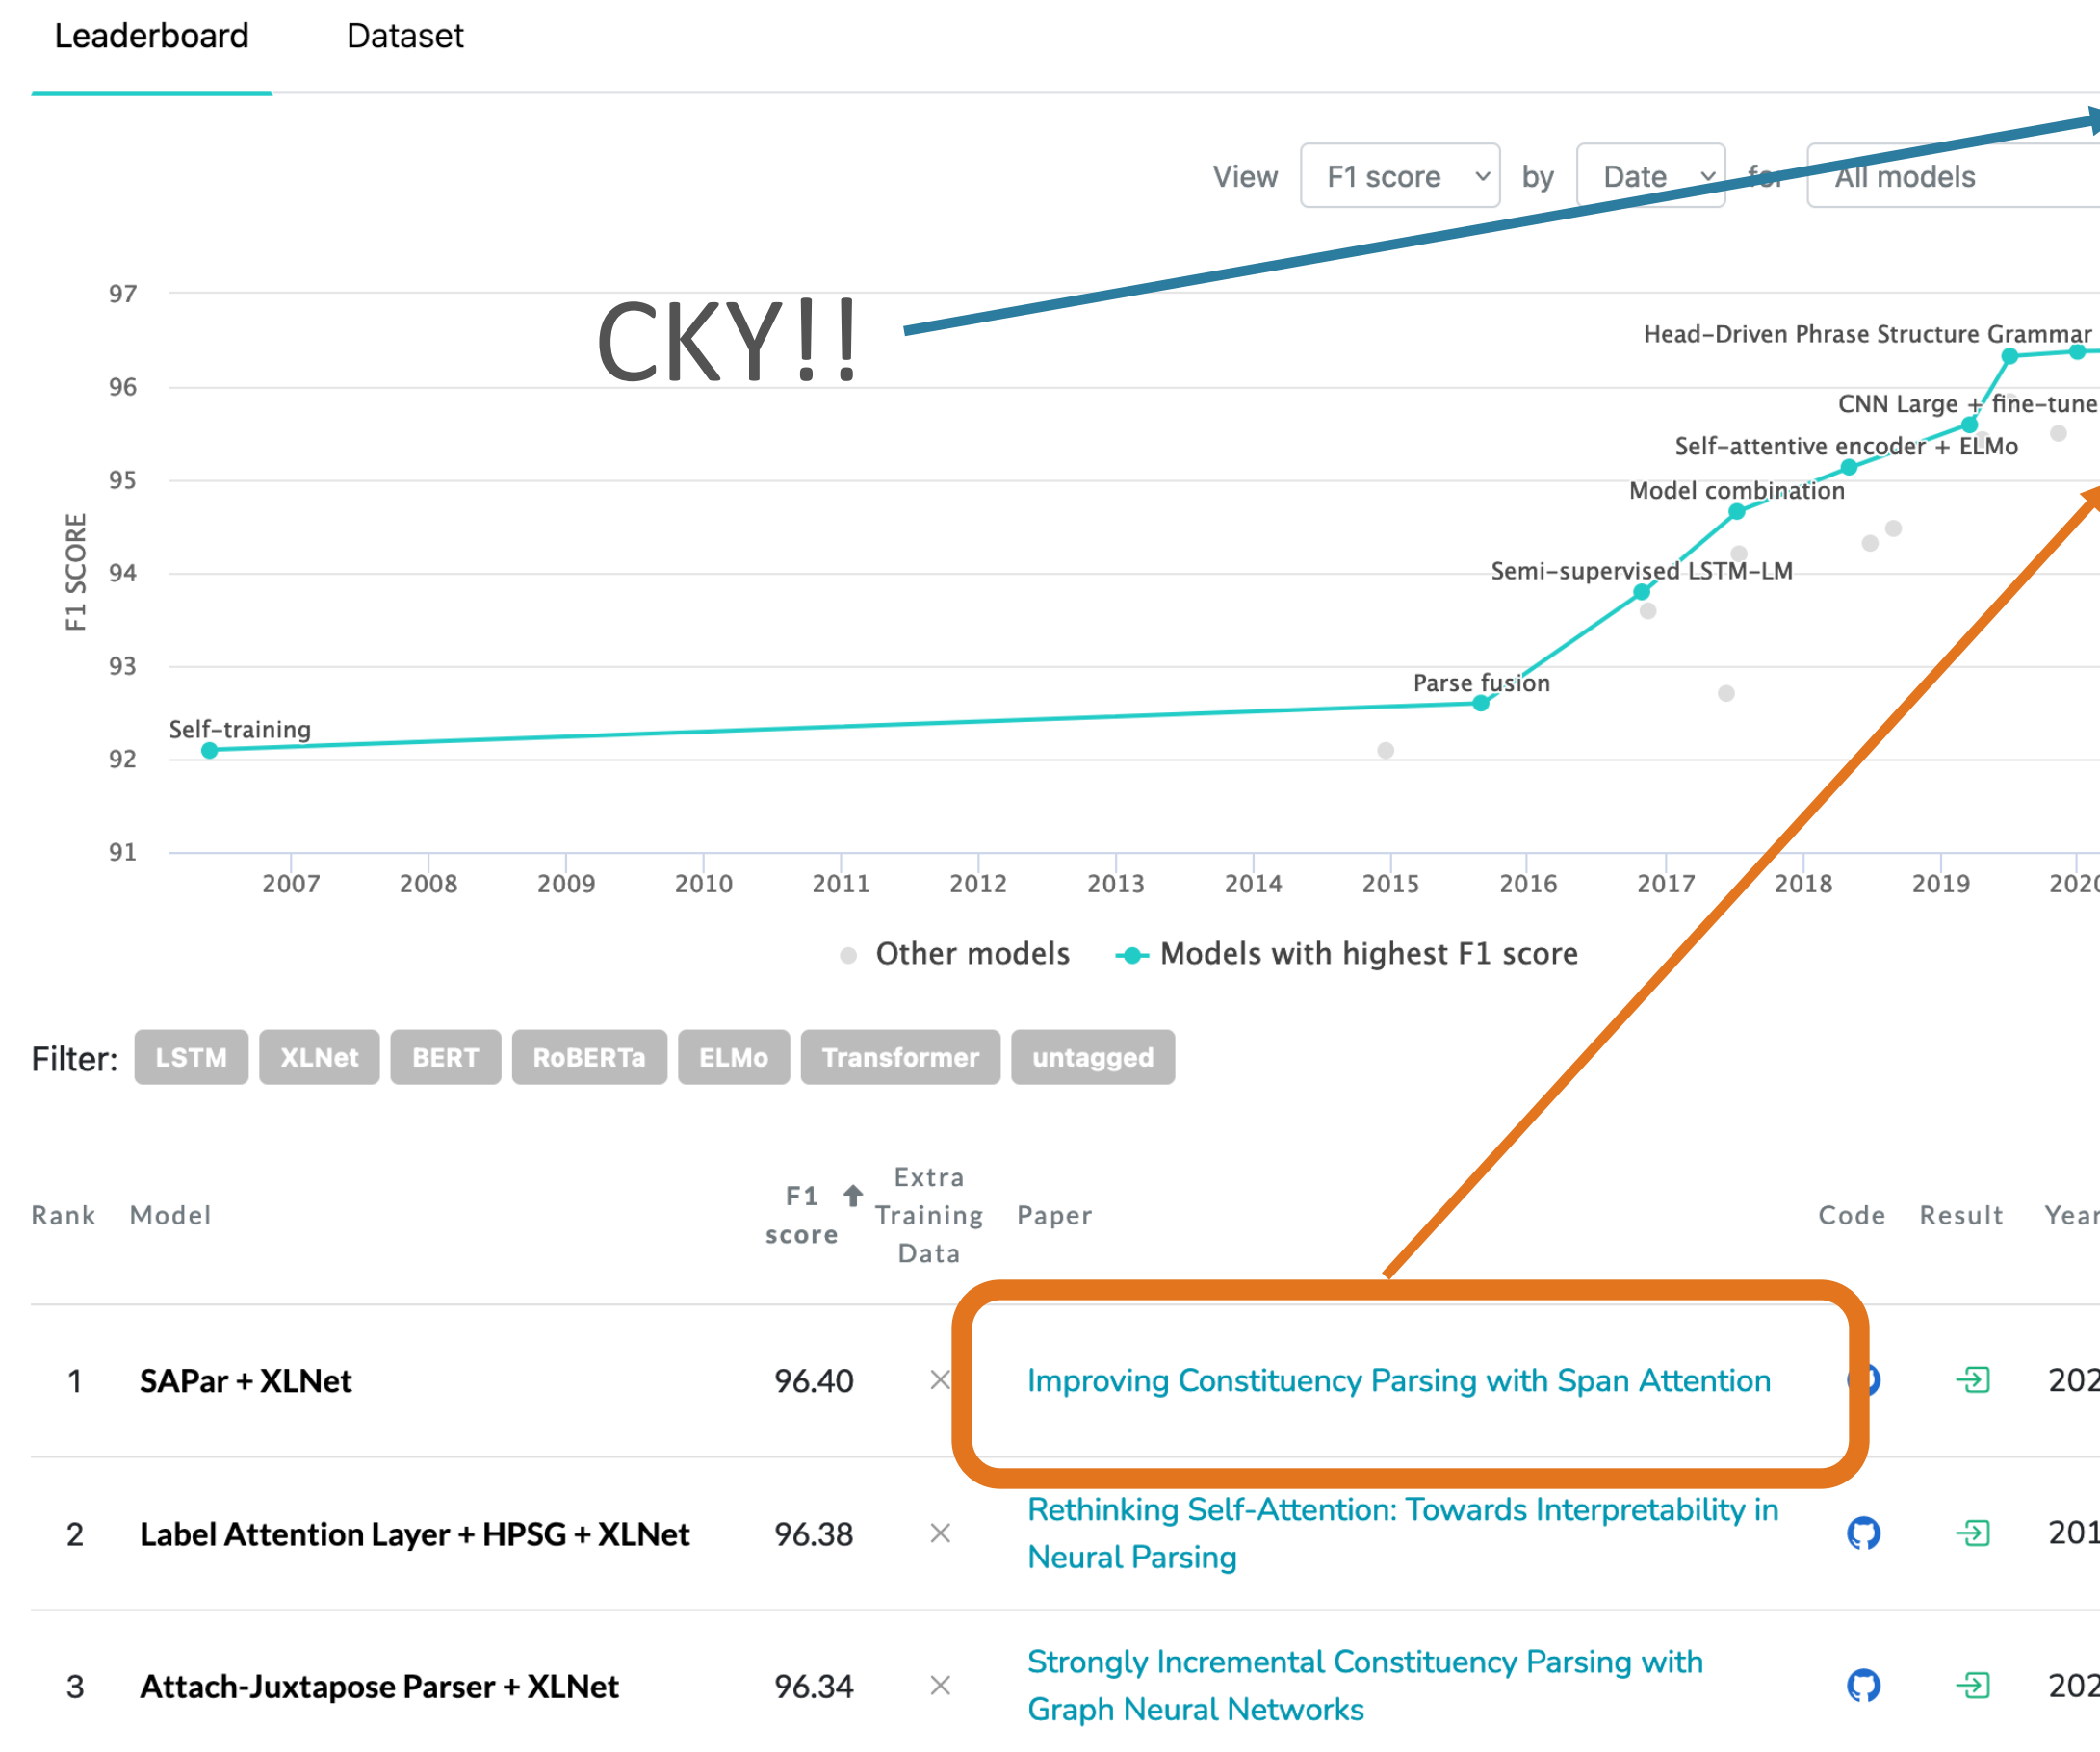 Leaderboard Dataset
View F1 score by Date for All models
CKY!!
97
96
95
94
93
92
91
F1 SCORE
Head-Driven Phrase Structure Grammar
CNN Large + fine-tune
Self-attentive encoder + ELMo
Model combination
Semi-supervised LSTM-LM
Parse fusion
Self-training
2007 2008 2009 2010 2011 2012 2013 2014 2015 2016 2017 2018 2019 202
Other models Models with highest F1 score
Filter: LSTM XLNet BERT RoBERTa ELMo Transformer untagged
Rank Model F1 score Extra Training Data Paper Code Result Year
1 SAPar + XLNet 96.40 Improving Constituency Parsing with Span Attention 202
2 Label Attention Layer + HPSG + XLNet 96.38 Rethinking Self-Attention: Towards Interpretability in 201
Neural Parsing
3 Attach-Juxtapose Parser + XLNet 96.34 Strongly Incremental Constituency Parsing with 202
Graph Neural Networks